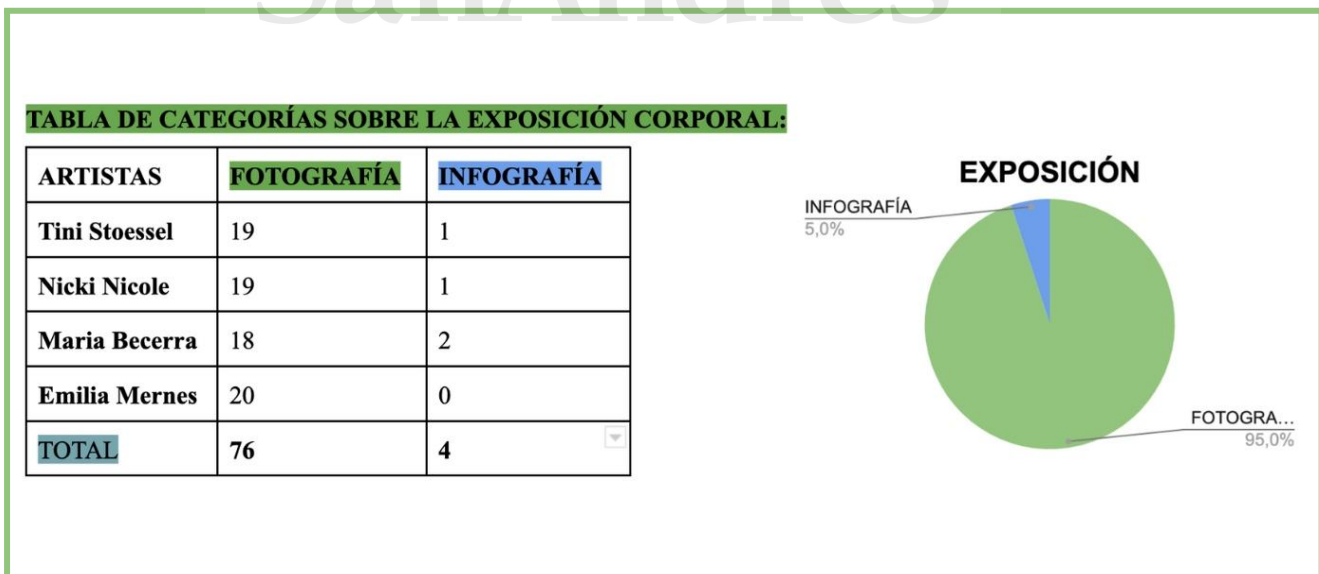 SanAndrés
TABLA DE CATEGORÍAS SOBRE LA EXPOSICIÓN CORPORAL:
ARTISTAS FOTOGRAFÍA INFOGRAFÍA
Tini Stoessel 19 1
Nicki Nicole 19 1
Maria Becerra 18 2
Emilia Mernes 20 0
TOTAL 76 4
EXPOSICIÓN
INFOGRAFÍA
5,0%
FOTOGRA...
95,0%